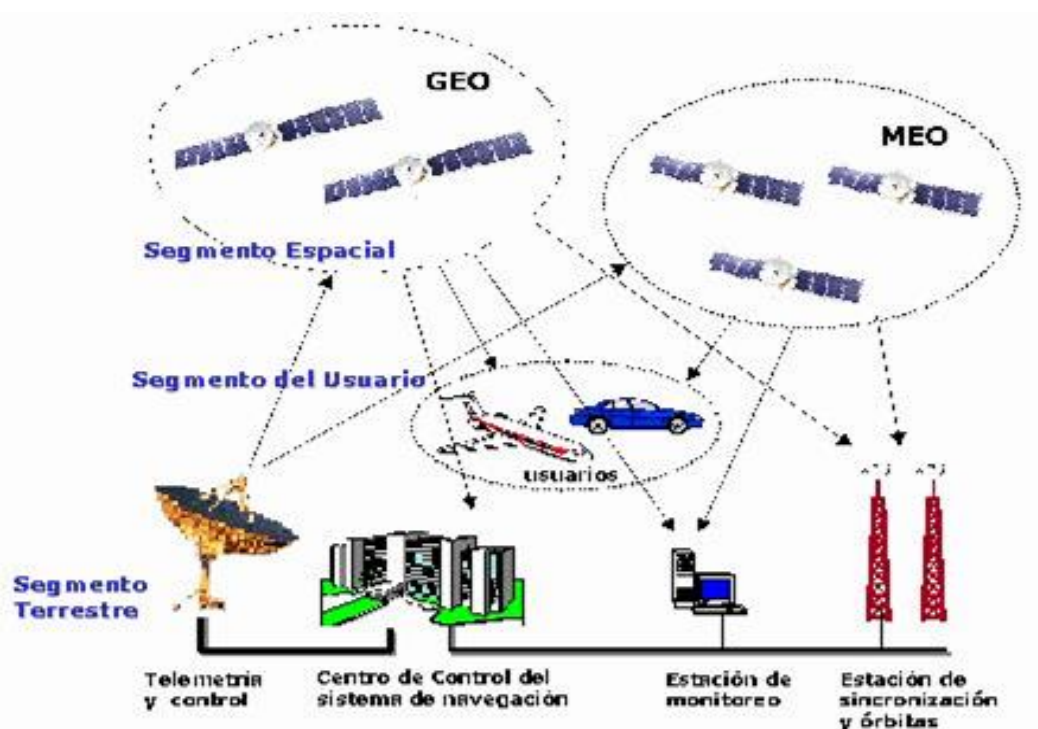 GEO
MEO
Segmento Espacial
Segmento del Usuario
usuarios
Segmento
Terrestre
Telemetría
y control
Centro de Control del
sistema de navegación
Estación de
monitoreo
Estación de
sincronización
y órbitas